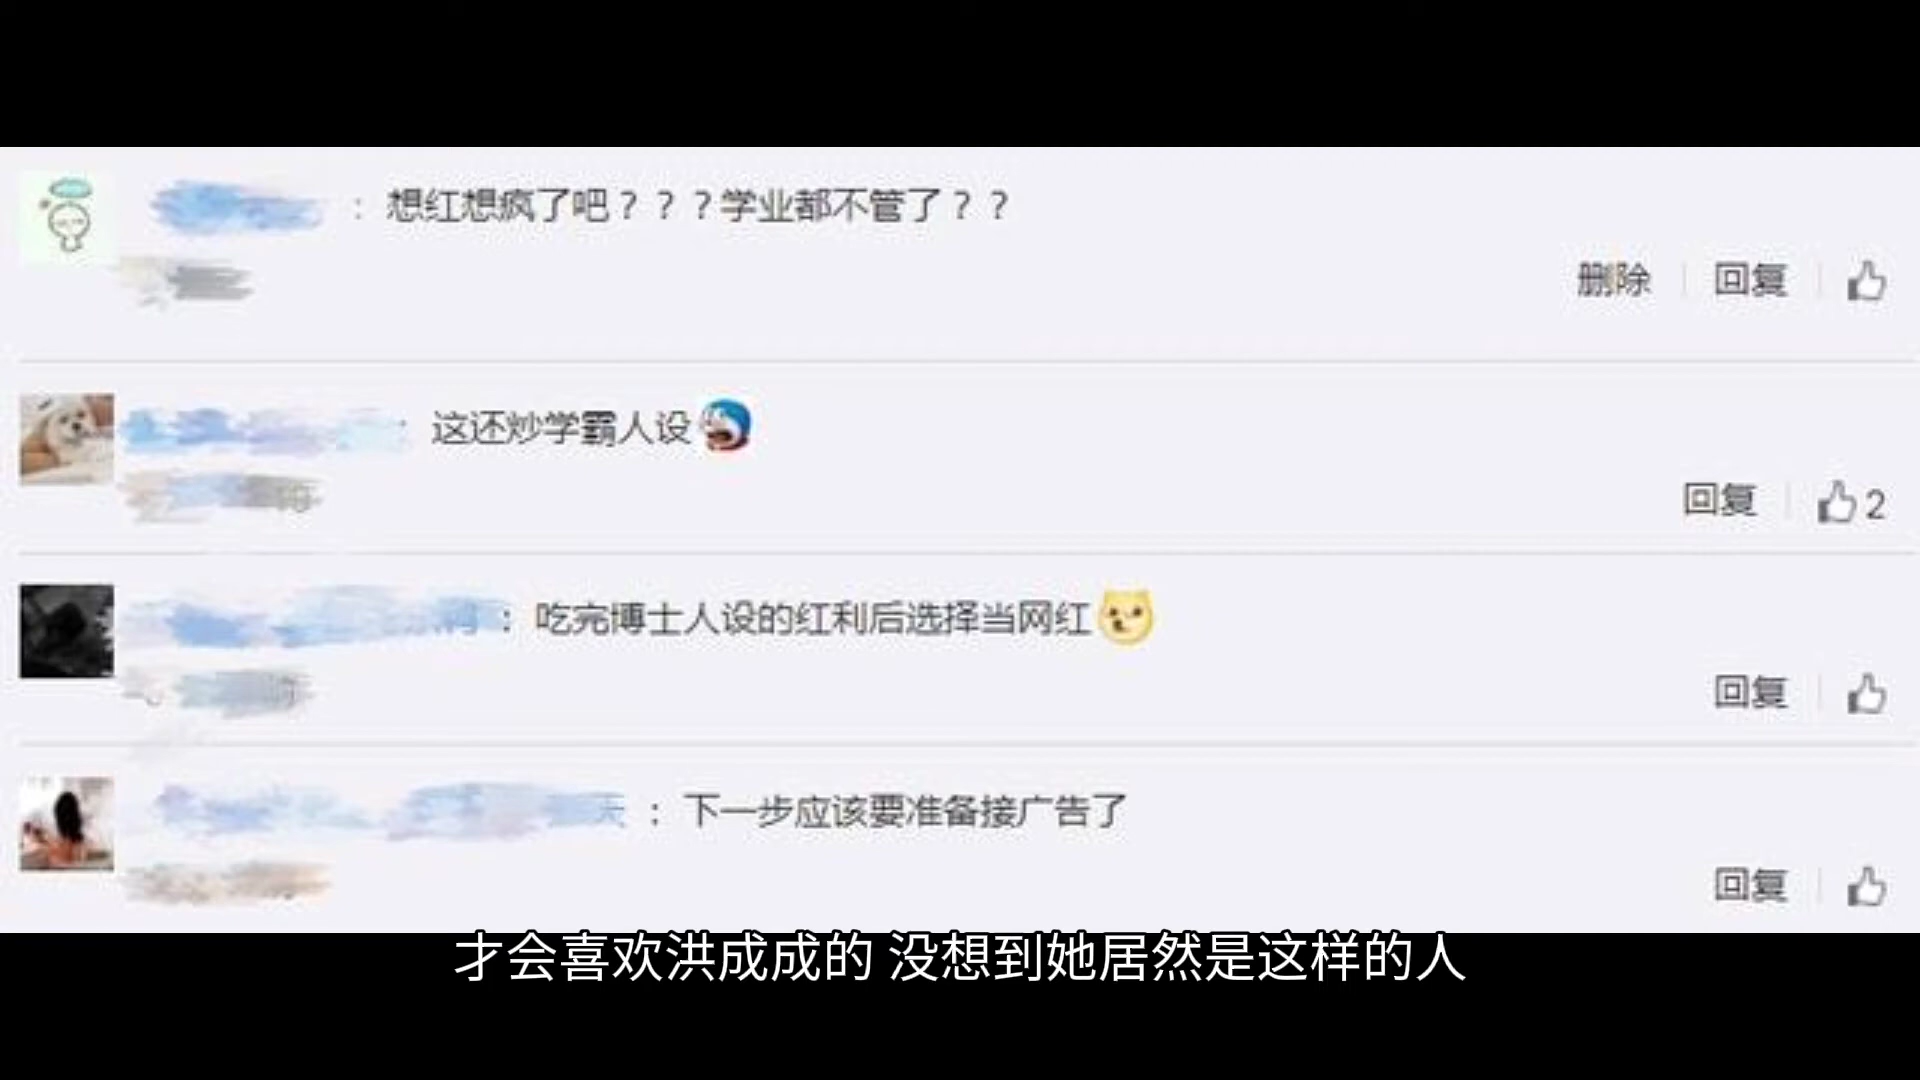 ：想红想疯了吧？？？学业都不管了？？
删除 回复
：这还炒学霸人设
回复 2
：吃完博士人设的红利后选择当网红
回复
：下一步应该要准备接广告了
回复
才会喜欢洪成成的 没想到她居然是这样的人